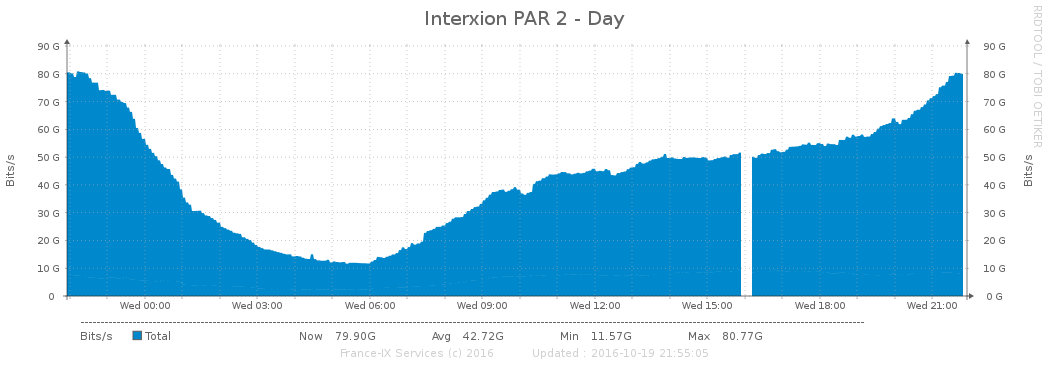 Interxion PAR 2 - Day
RRDTOOL / TOBI OETIKER
Bits/s
90 G
80 G
70 G
60 G
50 G
40 G
30 G
20 G
10 G
0
90 G
80 G
70 G
60 G
50 G
40 G
30 G
20 G
10 G
0 G
Bits/s
Wed 00:00 Wed 03:00 Wed 06:00 Wed 09:00 Wed 12:00 Wed 15:00 Wed 18:00 Wed 21:00
Bits/s Total Now 79.90G Avg 42.72G Min 11.57G Max 80.77G
France-IX Services (c) 2016 Updated : 2016-10-19 21:55:05